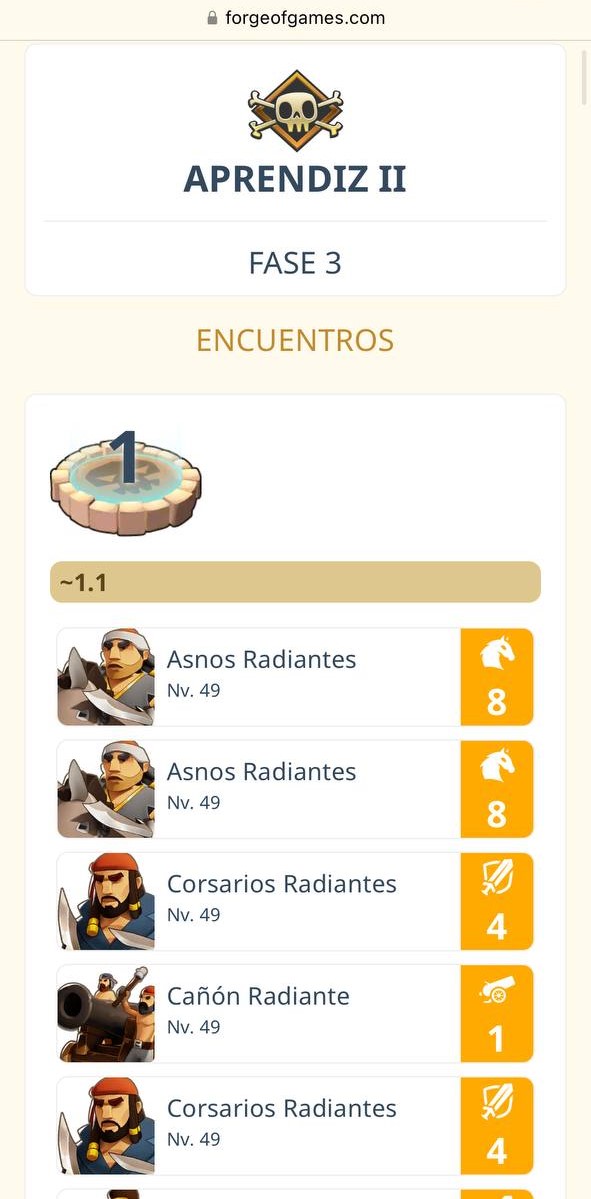 forgeofgames.com
APRENDIZ II
FASE 3
ENCUENTROS
1
~1.1
Asnos Radiantes
Nv. 49
8
Asnos Radiantes
Nv. 49
8
Corsarios Radiantes
Nv. 49
4
Cañón Radiante
Nv. 49
1
Corsarios Radiantes
Nv. 49
4